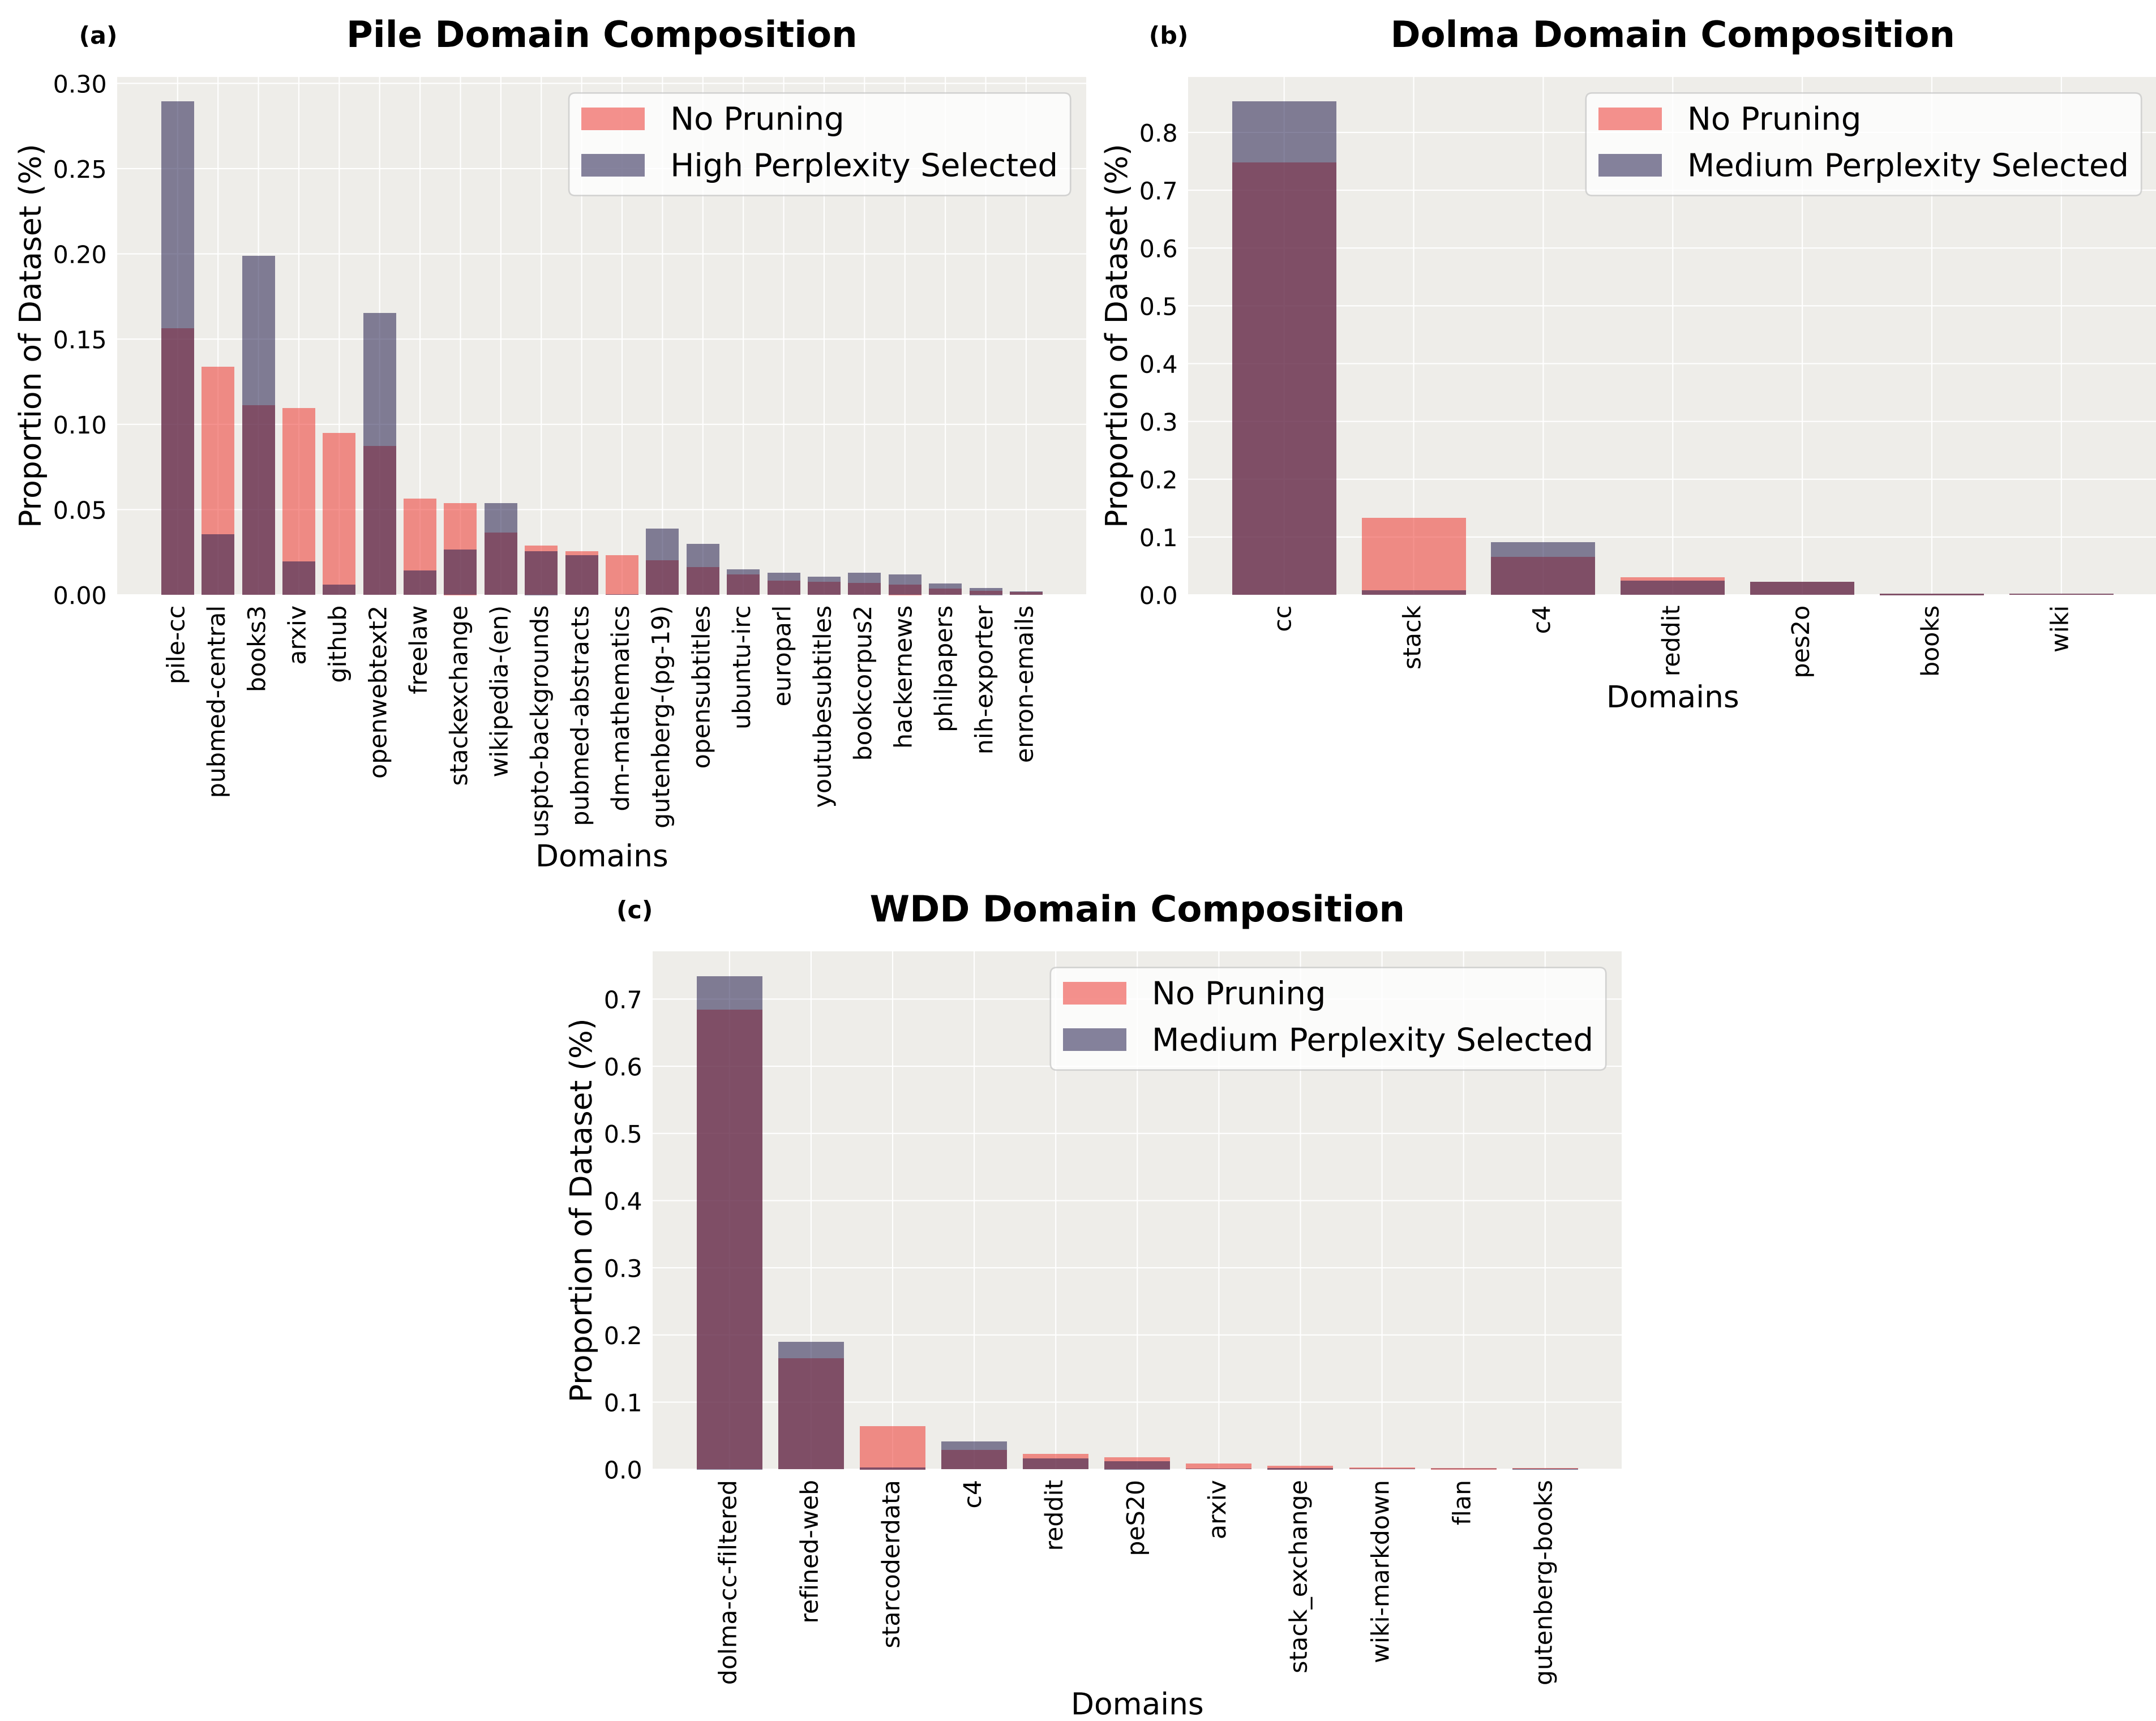 (a)
Pile Domain Composition
Proportion of Dataset (%)
0.30
0.25
0.20
0.15
0.10
0.05
0.00
No Pruning
High Perplexity Selected
pile-cc
pubmed-central
books3
arxiv
github
openwebtext2
freelaw
stackexchange
wikipedia-(en)
uspto-backgrounds
pubmed-abstracts
dm-mathematics
gutenberg-(pg-19)
opensubtitles
ubuntu-irc
europarl
youtubesubtitles
bookcorpus2
hackernews
philpapers
nih-exporter
enron-emails
Domains
(b)
Dolma Domain Composition
Proportion of Dataset (%)
0.8
0.7
0.6
0.5
0.4
0.3
0.2
0.1
0.0
No Pruning
Medium Perplexity Selected
cc
stack
c4
reddit
pes2o
books
wiki
Domains
(c)
WDD Domain Composition
Proportion of Dataset (%)
0.7
0.6
0.5
0.4
0.3
0.2
0.1
0.0
No Pruning
Medium Perplexity Selected
dolma-cc-filtered
refined-web
starcoderdata
c4
reddit
peS20
arxiv
stack_exchange
wiki-markdown
flan
gutenberg-books
Domains